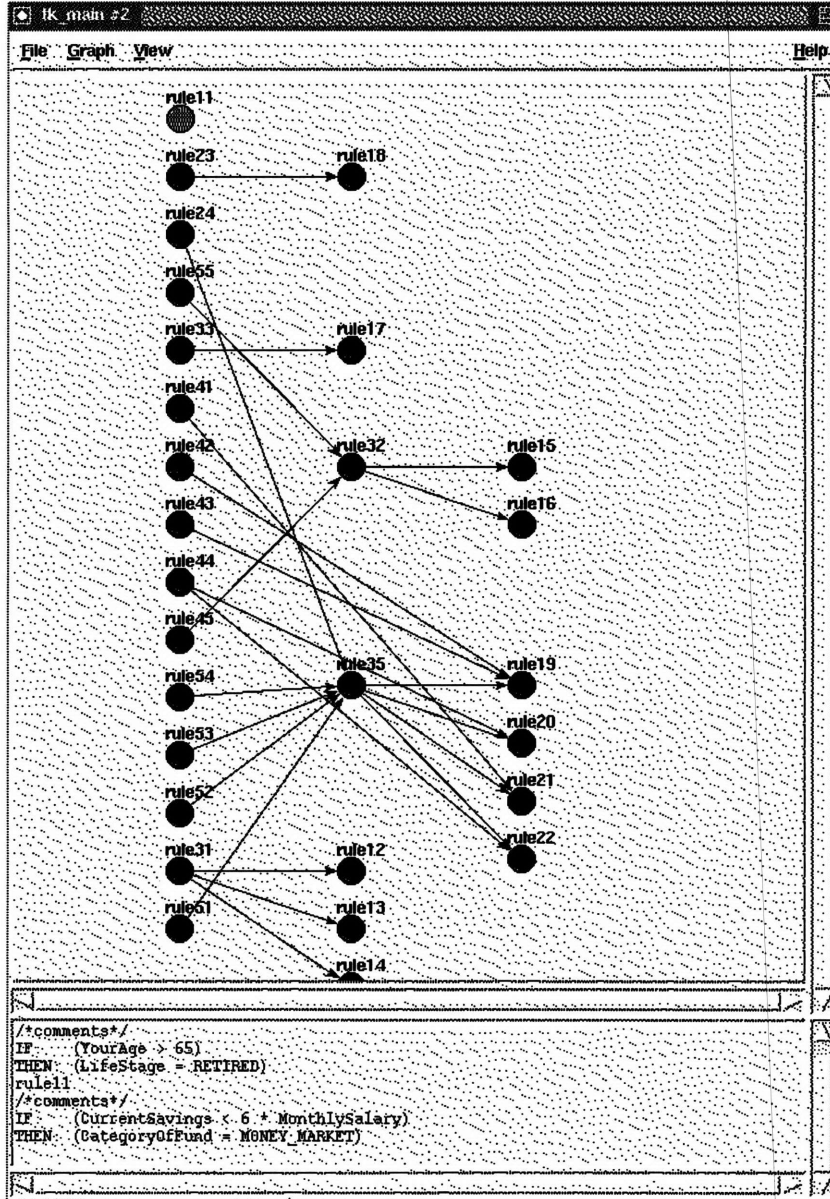 tk_main #2
File Graph View Help
rule11
rule23 rule18
rule24
rule55
rule33 rule17
rule41
rule42 rule32 rule15
rule43 rule16
rule44
rule45
rule54 rule35 rule19
rule53 rule20
rule52 rule21
rule31 rule12 rule22
rule51 rule13
rule14
/*comments*/
IF (YourAge > 65)
THEN (LifeStage = RETIRED)
rule11
/*comments*/
IF (CurrentSavings < 6 * MonthlySalary)
THEN (CategoryOfFund = MONEY_MARKET)